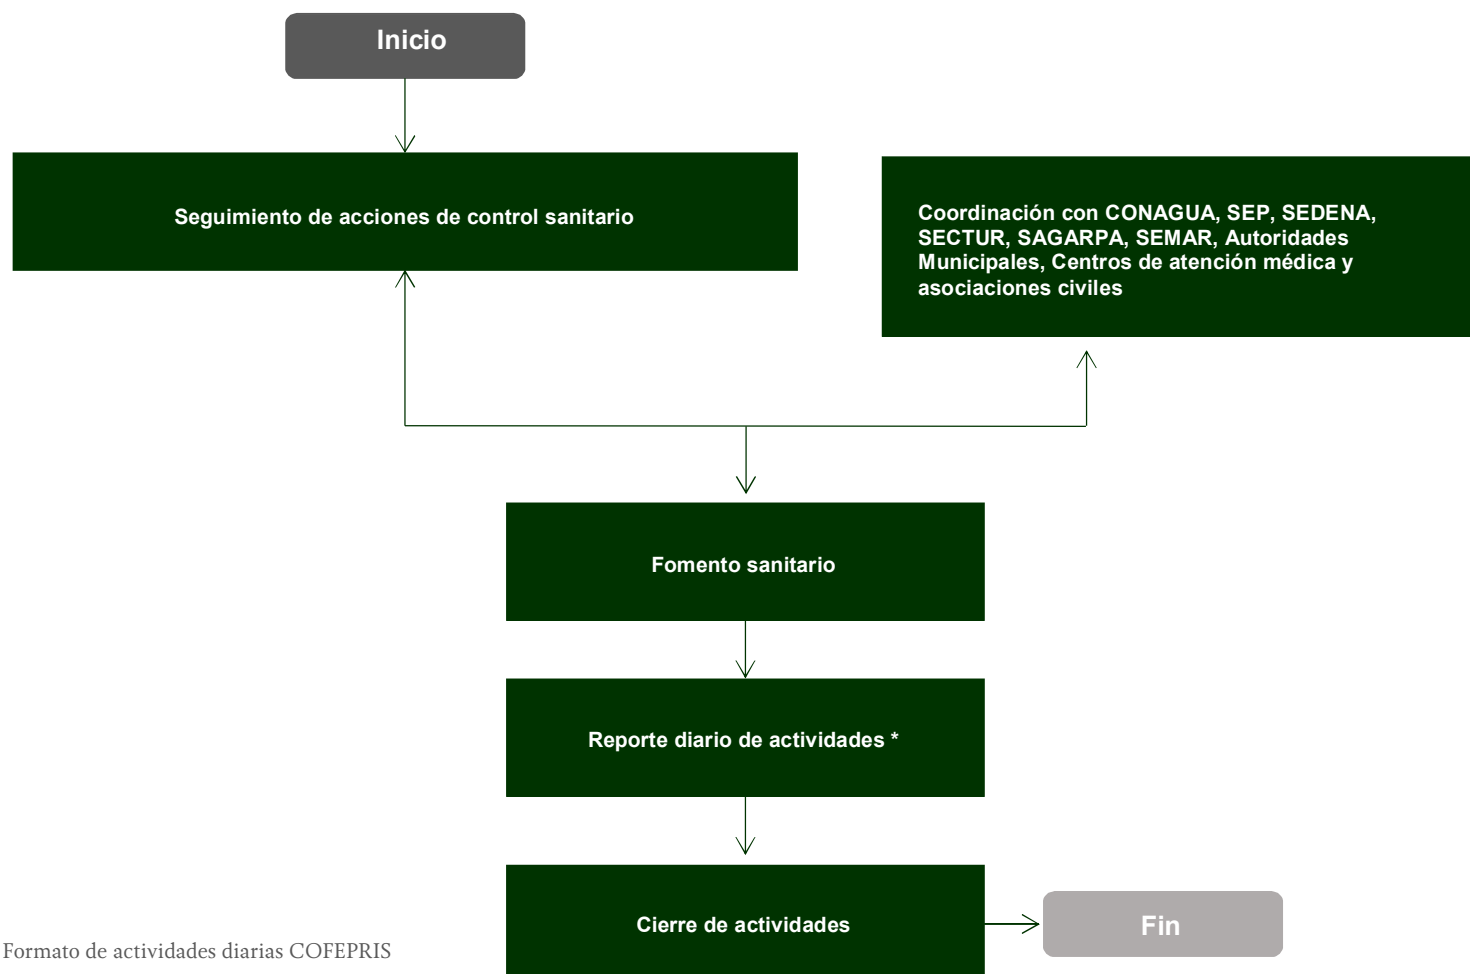 Inicio
Seguimiento de acciones de control sanitario
Coordinación con CONAGUA, SEP, SEDENA,
SECTUR, SAGARPA, SEMAR, Autoridades
Municipales, Centros de atención médica y
asociaciones civiles
Fomento sanitario
Reporte diario de actividades *
Cierre de actividades
Fin
Formato de actividades diarias COFEPRIS